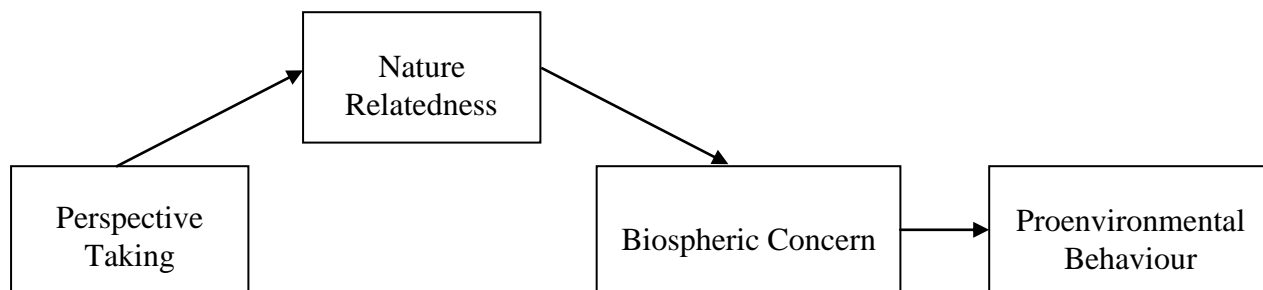 Nature
Relatedness
Perspective
Taking
Biospheric Concern
Proenvironmental
Behaviour